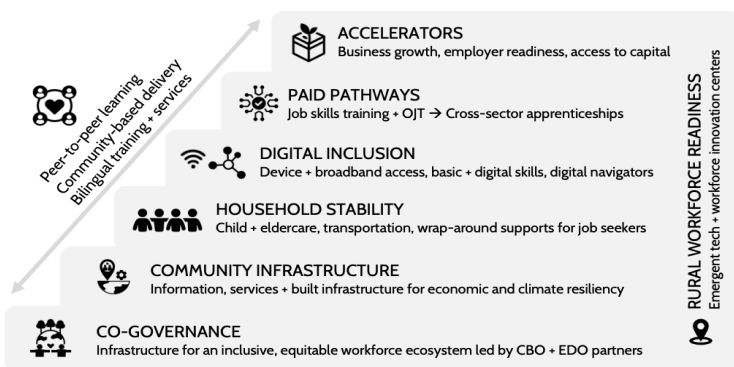 ACCELERATORS
Business growth, employer readiness, access to capital
PAID PATHWAYS
Job skills training + OJT → Cross-sector apprenticeships
DIGITAL INCLUSION
Device + broadband access, basic + digital skills, digital navigators
HOUSEHOLD STABILITY
Child + eldercare, transportation, wrap-around supports for job seekers
COMMUNITY INFRASTRUCTURE
Information, services + built infrastructure for economic and climate resiliency
CO-GOVERNANCE
Infrastructure for an inclusive, equitable workforce ecosystem led by CBO + EDO partners
Peer-to-peer learning
Community-based delivery
Bilingual training + services
RURAL WORKFORCE READINESS
Emergent tech + workforce innovation centers